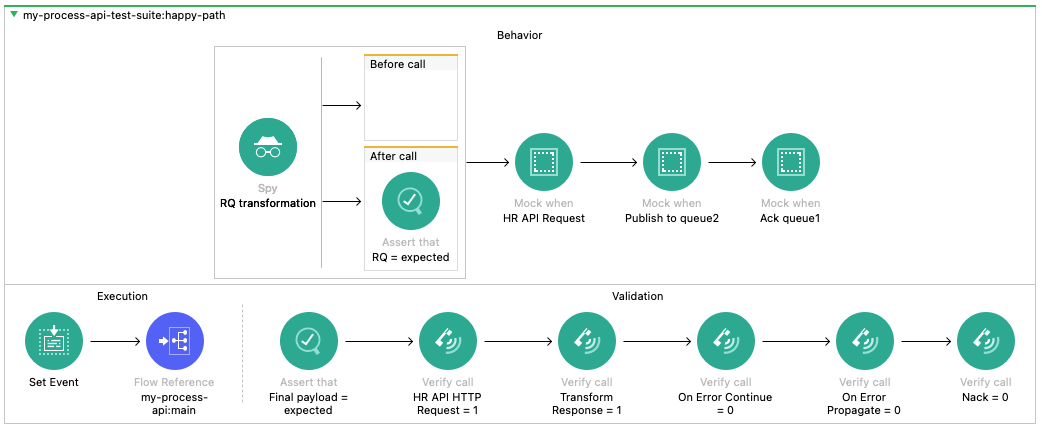 my-process-api-test-suite:happy-path
Behavior
Before call
After call
Spy
RQ transformation
Assert that
RQ = expected
Mock when
HR API Request
Mock when
Publish to queue2
Mock when
Ack queue1
Execution
Validation
Set Event
Flow Reference
my-process-
api:main
Assert that
Final payload =
expected
Verify call
HR API HTTP
Request = 1
Verify call
Transform
Response = 1
Verify call
On Error Continue
= 0
Verify call
On Error
Propagate = 0
Verify call
Nack = 0